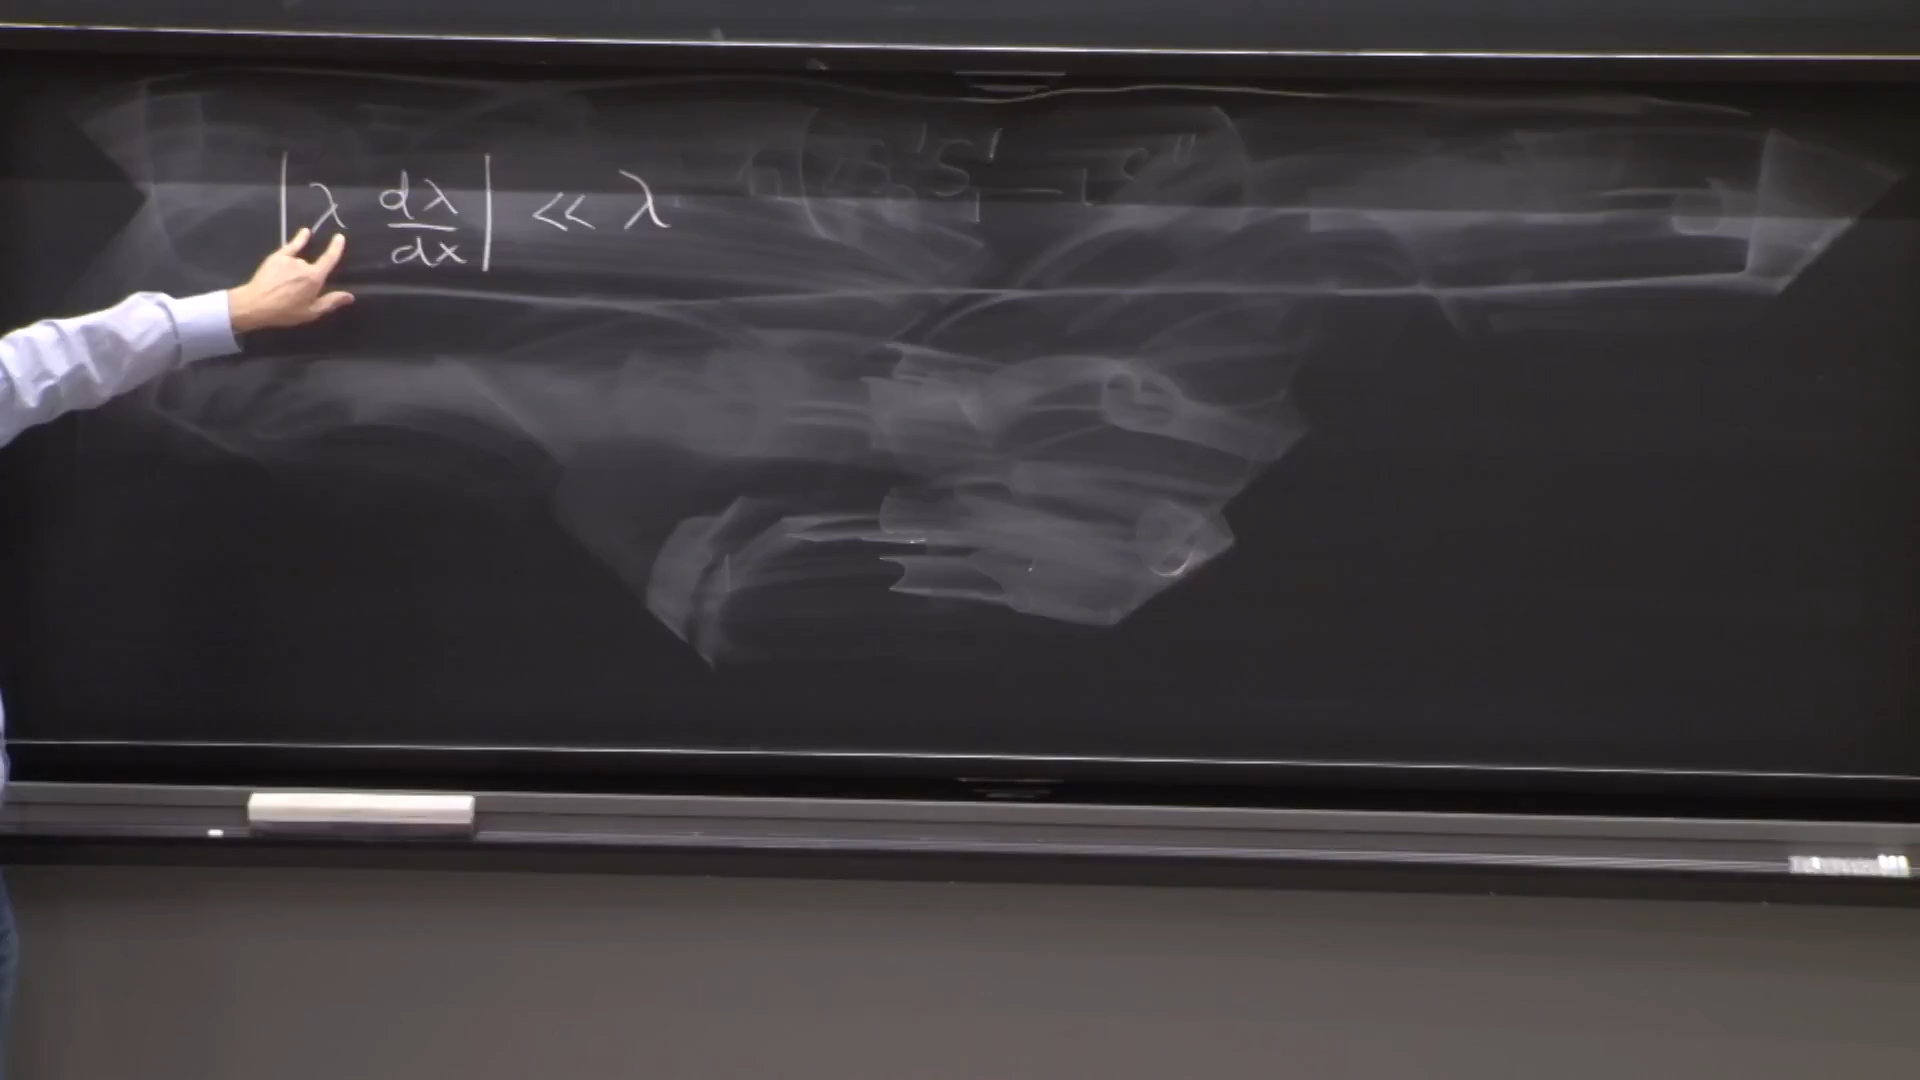 | λ dλ/dx | << λ